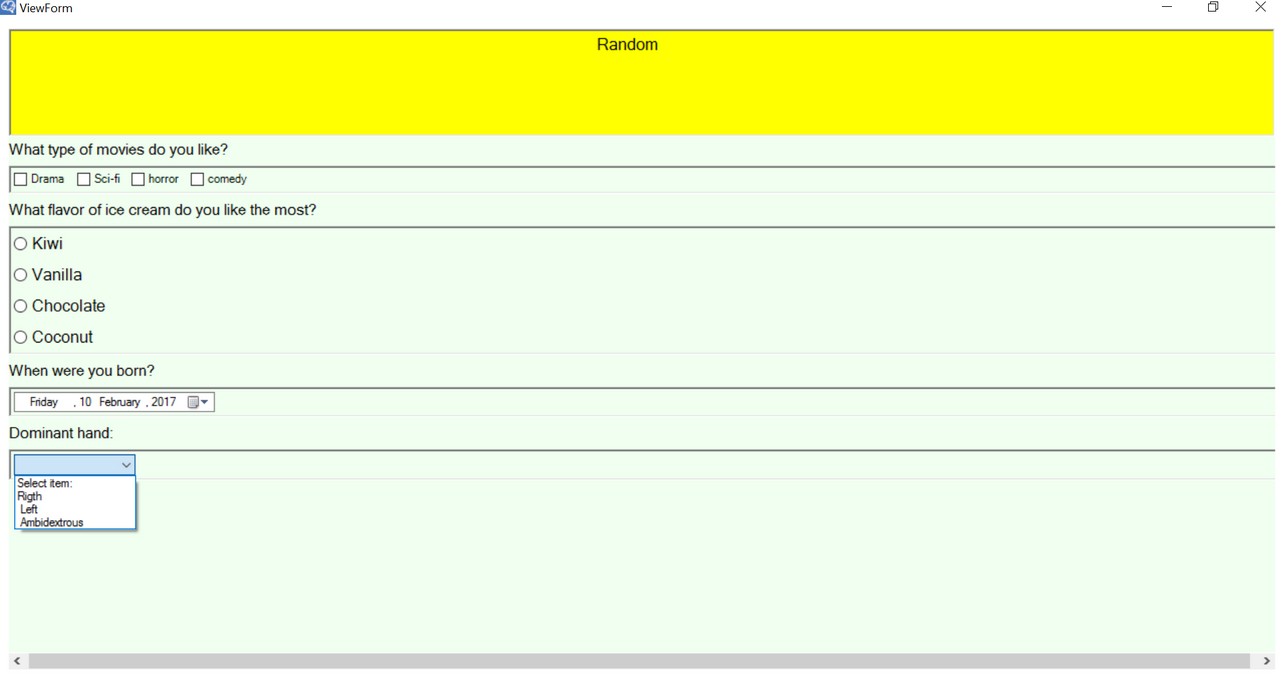 ViewForm
Random
What type of movies do you like?
Drama Sci-fi horror comedy
What flavor of ice cream do you like the most?
Kiwi
Vanilla
Chocolate
Coconut
When were you born?
Friday , 10 February , 2017
Dominant hand:
Select item:
Rigth
Left
Ambidextrous